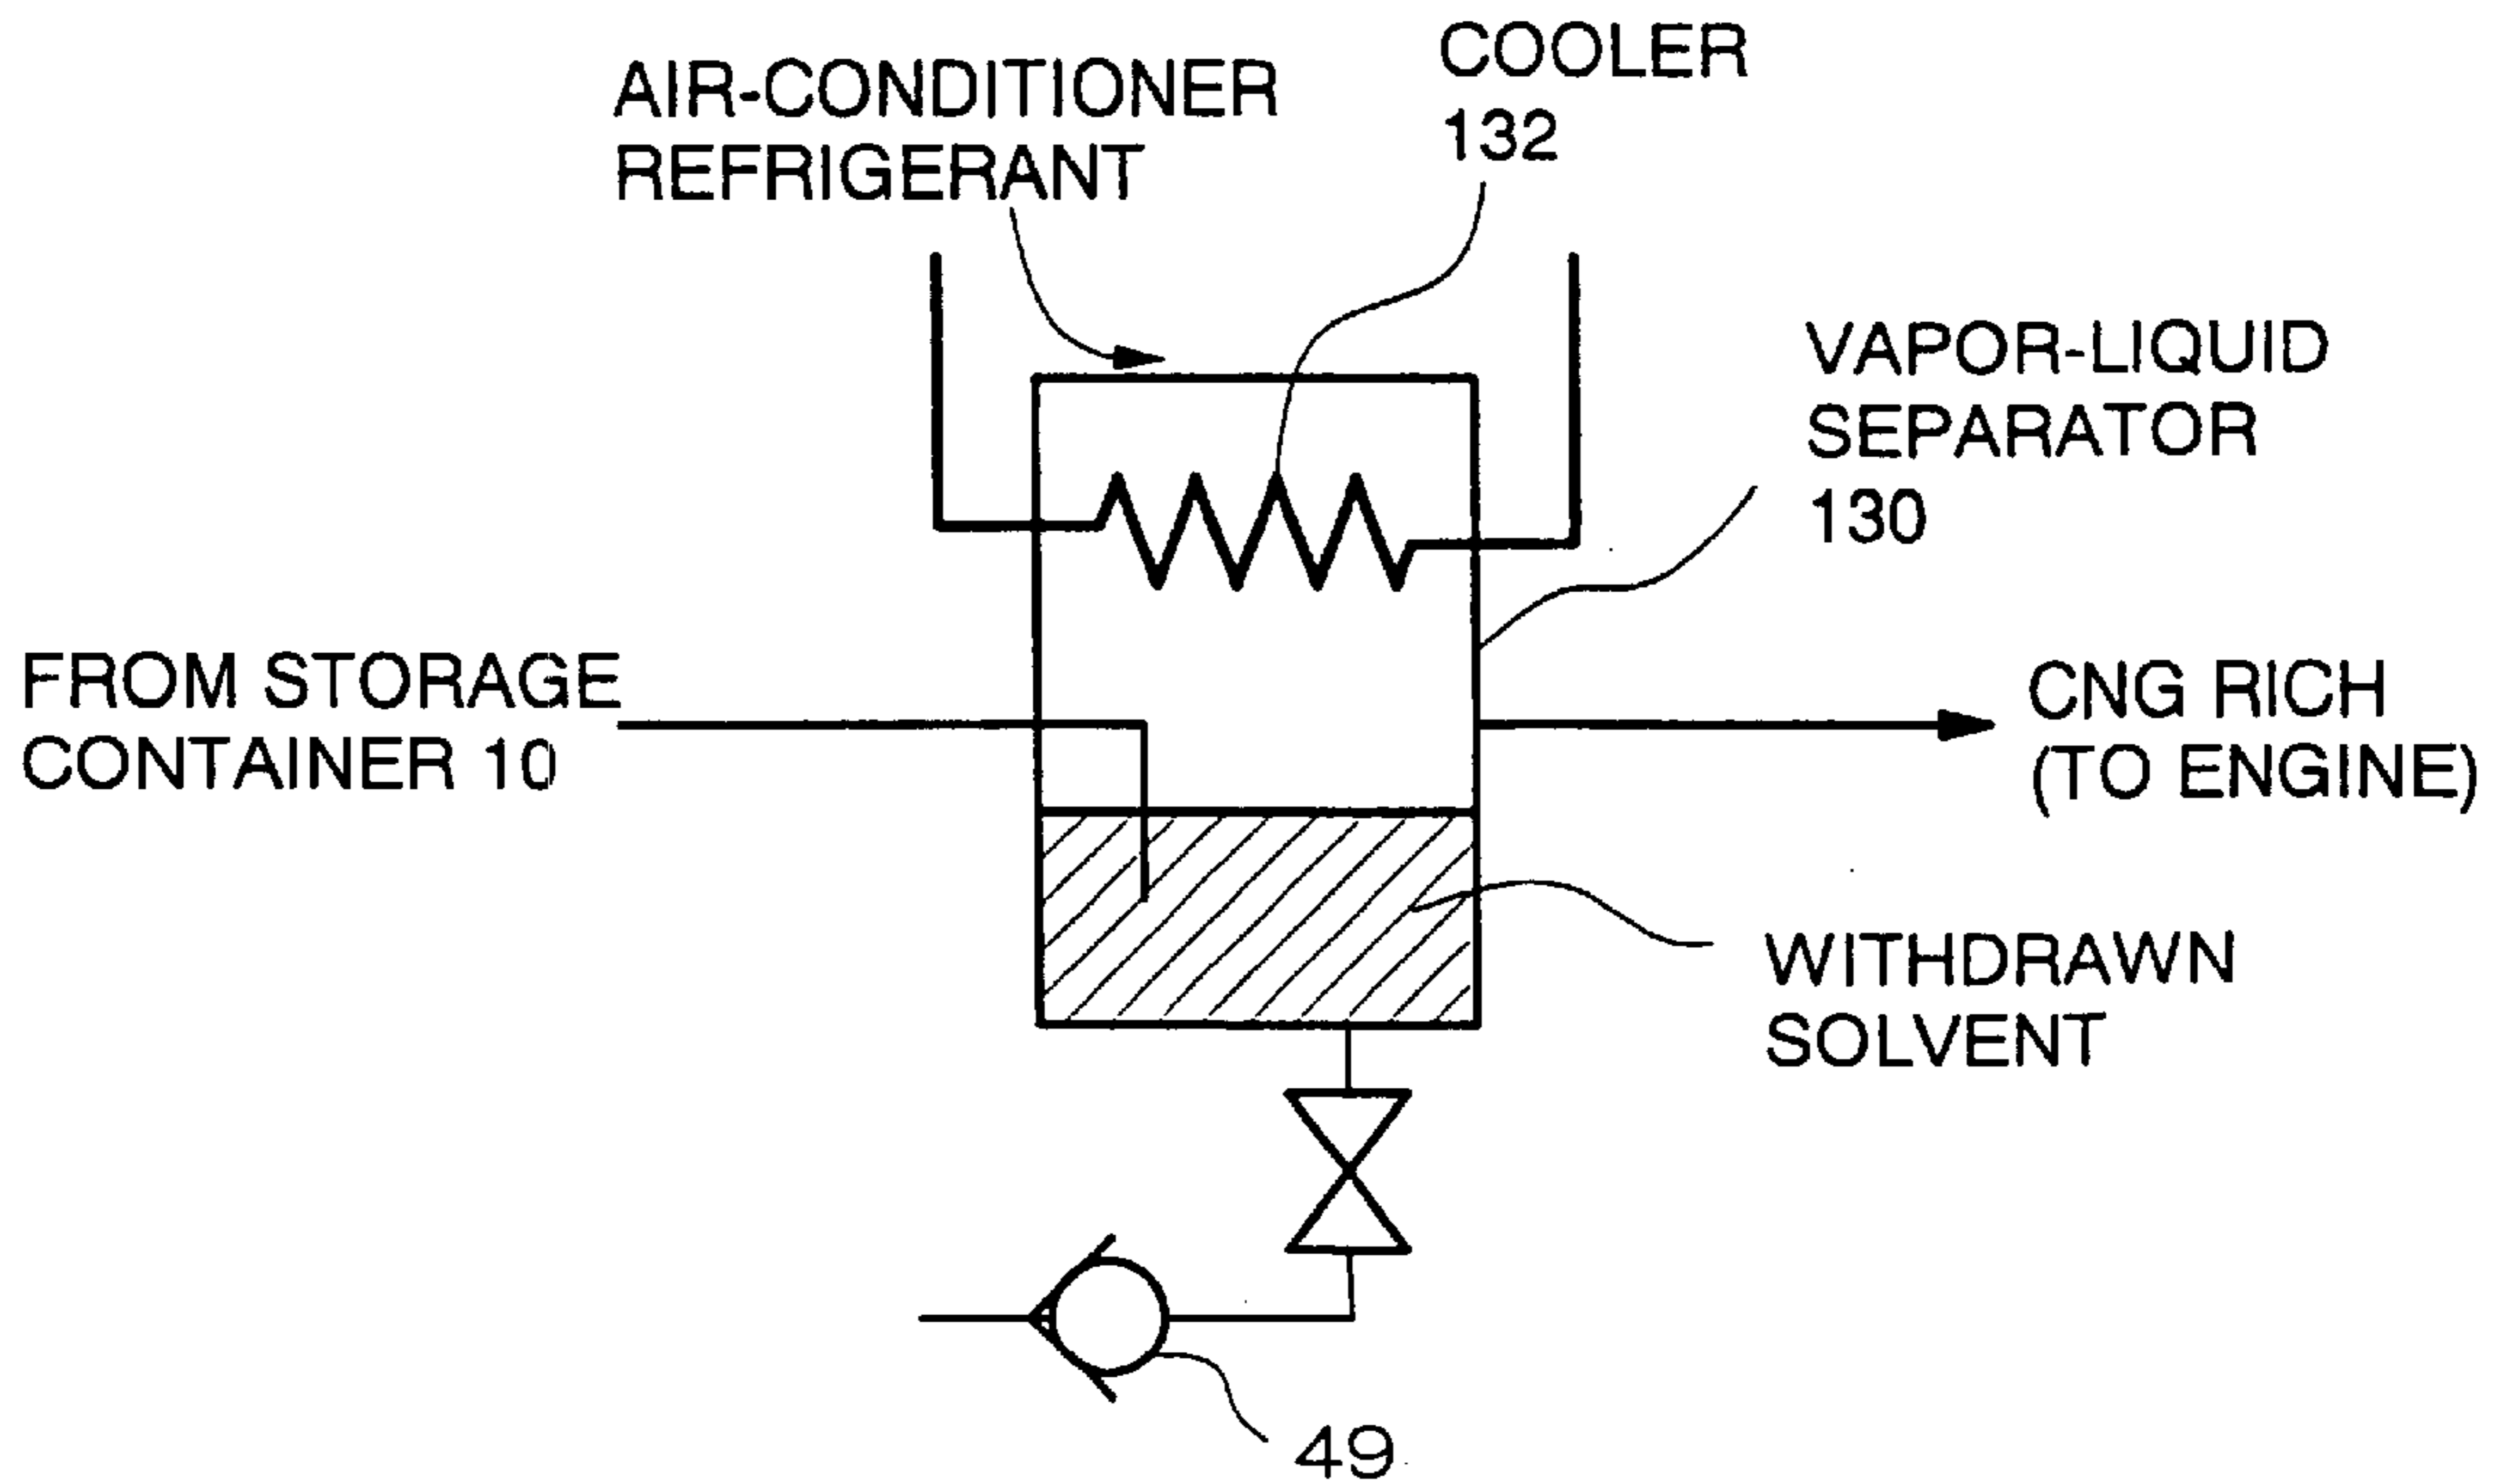 AIR-CONDITIONER
REFRIGERANT
COOLER
132
VAPOR-LIQUID
SEPARATOR
130
FROM STORAGE
CONTAINER 10
CNG RICH
(TO ENGINE)
WITHDRAWN
SOLVENT
49